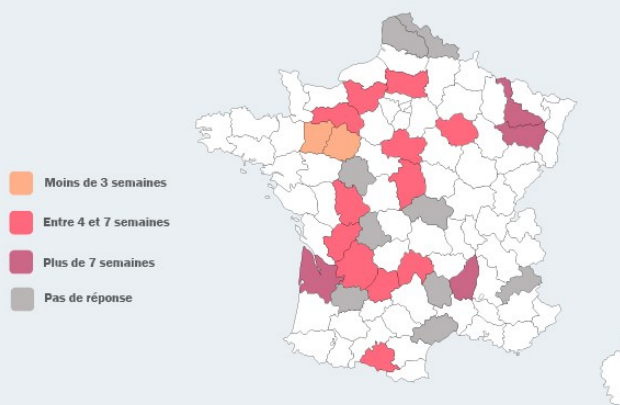 Moins de 3 semaines
Entre 4 et 7 semaines
Plus de 7 semaines
Pas de réponse